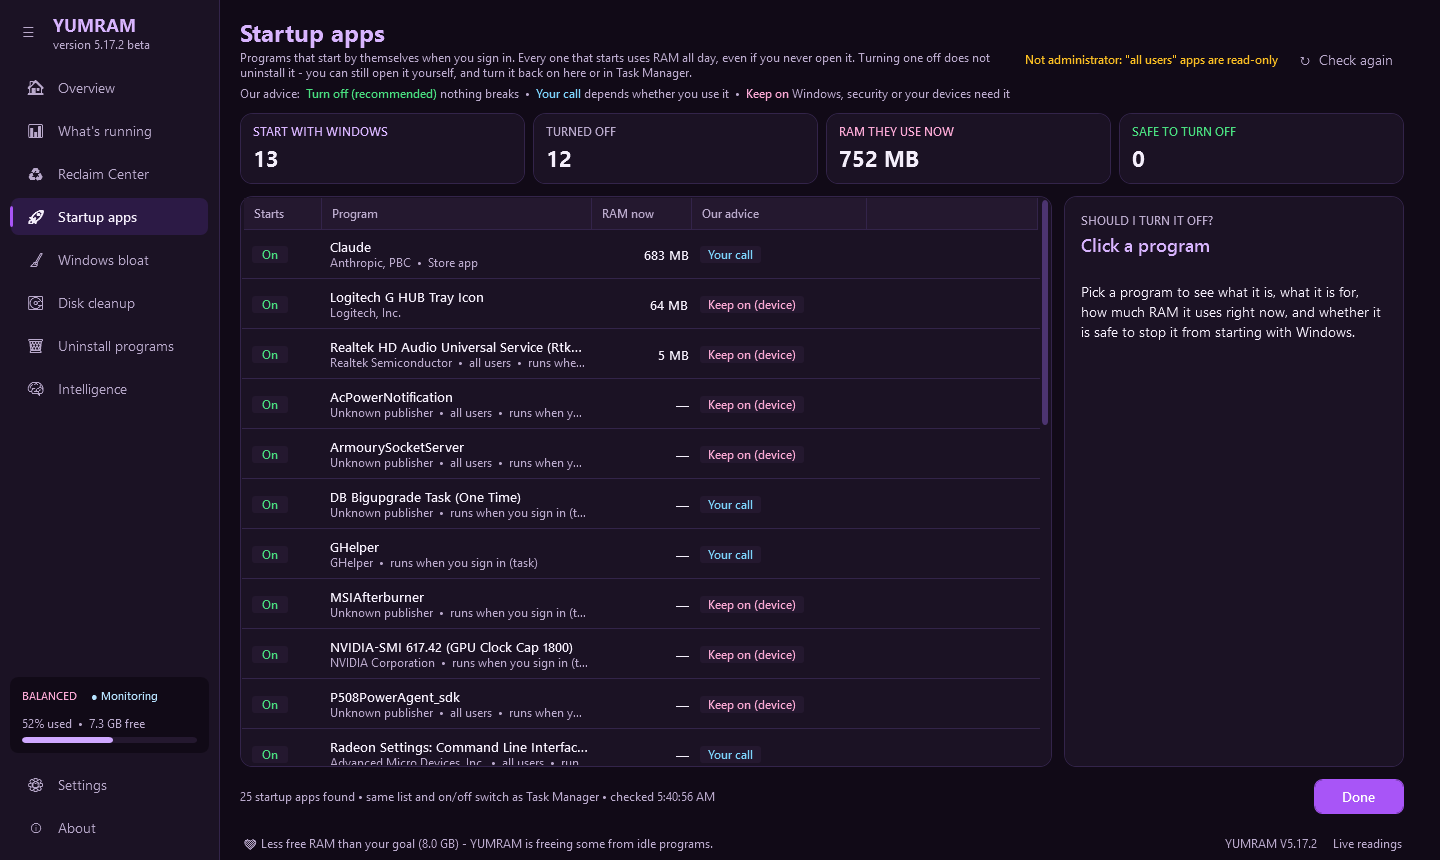 YUMRAM
version 5.17.2 beta
Overview
What's running
Reclaim Center
Startup apps
Windows bloat
Disk cleanup
Uninstall programs
Intelligence
BALANCED • Monitoring
52% used • 7.3 GB free
Settings
About
Startup apps
Programs that start by themselves when you sign in. Every one that starts uses RAM all day, even if you never open it. Turning one off does not
uninstall it - you can still open it yourself, and turn it back on here or in Task Manager.
Not administrator: "all users" apps are read-only
Check again
Our advice: Turn off (recommended) nothing breaks • Your call depends whether you use it • Keep on Windows, security or your devices need it
START WITH WINDOWS
13
TURNED OFF
12
RAM THEY USE NOW
752 MB
SAFE TO TURN OFF
0
Starts Program RAM now Our advice
On Claude 683 MB Your call
Anthropic, PBC • Store app
On Logitech G HUB Tray Icon 64 MB Keep on (device)
Logitech, Inc.
On Realtek HD Audio Universal Service (Rtk... 5 MB Keep on (device)
Realtek Semiconductor • all users • runs whe...
On AcPowerNotification — Keep on (device)
Unknown publisher • all users • runs when y...
On ArmourySocketServer — Keep on (device)
Unknown publisher • all users • runs when y...
On DB Bigupgrade Task (One Time) — Your call
Unknown publisher • runs when you sign in (t...
On GHelper — Your call
GHelper • runs when you sign in (task)
On MSIAfterburner — Keep on (device)
Unknown publisher • runs when you sign in (t...
On NVIDIA-SMI 617.42 (GPU Clock Cap 1800) — Keep on (device)
NVIDIA Corporation • runs when you sign in (t...
On P508PowerAgent_sdk — Keep on (device)
Unknown publisher • all users • runs when y...
On Radeon Settings: Command Line Interfac... — Your call
Advanced Micro Devices, Inc. • all users • run
SHOULD I TURN IT OFF?
Click a program
Pick a program to see what it is, what it is for,
how much RAM it uses right now, and whether it
is safe to stop it from starting with Windows.
25 startup apps found • same list and on/off switch as Task Manager • checked 5:40:56 AM
Done
Less free RAM than your goal (8.0 GB) - YUMRAM is freeing some from idle programs.
YUMRAM V5.17.2 Live readings